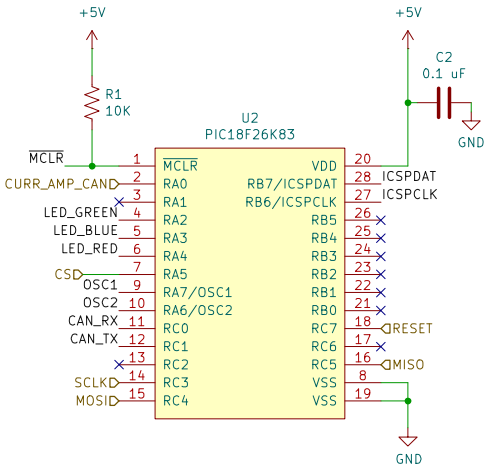 +5V
+5V
C2
0.1 uF
R1
10K
GND
U2
PIC18F26K83
MCLR 1 MCLR VDD 20
CURR_AMP_CAN 2 RA0 RB7/ICSPDAT 28 ICSPDAT
3 RA1 RB6/ICSPCLK 27 ICSPCLK
LED_GREEN 4 RA2 RB5 26
LED_BLUE 5 RA3 RB4 25
LED_RED 6 RA4 RB3 24
CS 7 RA5 RB2 23
OSC1 9 RA7/OSC1 RB1 22
OSC2 10 RA6/OSC2 RB0 21
CAN_RX 11 RC0 RC7 18 RESET
CAN_TX 12 RC1 RC6 17
13 RC2 RC5 16 MISO
SCLK 14 RC3 VSS 8
MOSI 15 RC4 VSS 19
GND